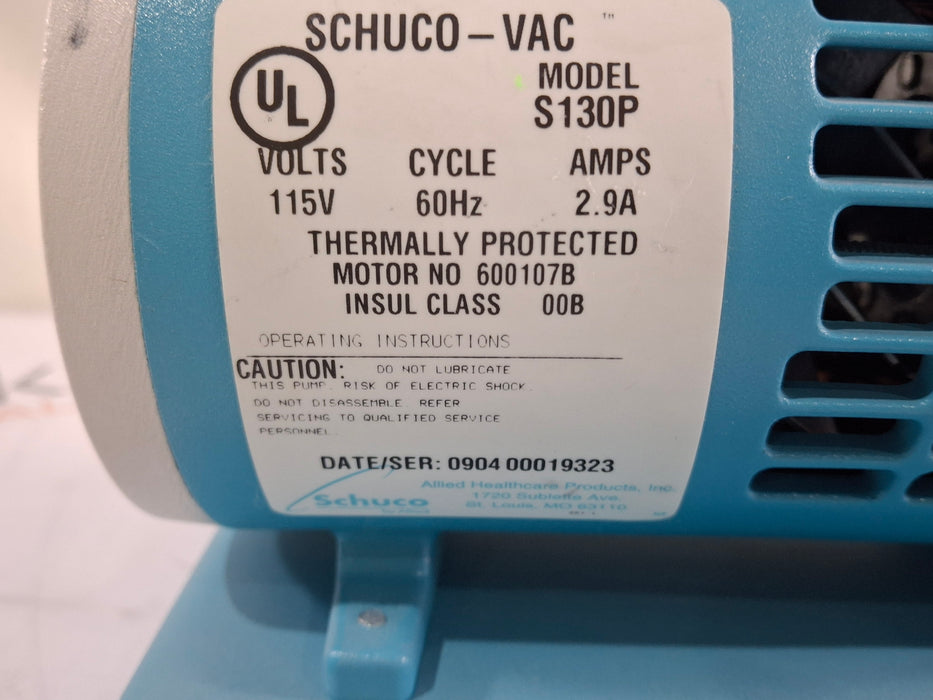 SCHUCO – VAC ™
UL
MODEL
S130P
VOLTS CYCLE AMPS
115V 60Hz 2.9A
THERMALLY PROTECTED
MOTOR NO 600107B
INSUL CLASS 00B
OPERATING INSTRUCTIONS
CAUTION: DO NOT LUBRICATE
THIS PUMP. RISK OF ELECTRIC SHOCK.
DO NOT DISASSEMBLE. REFER
SERVICING TO QUALIFIED SERVICE
PERSONNEL.
DATE/SER: 0904 00019323
Allied Healthcare Products, Inc.
Schuco 1720 Sublette Ave.
by Allied St. Louis, MO 63110